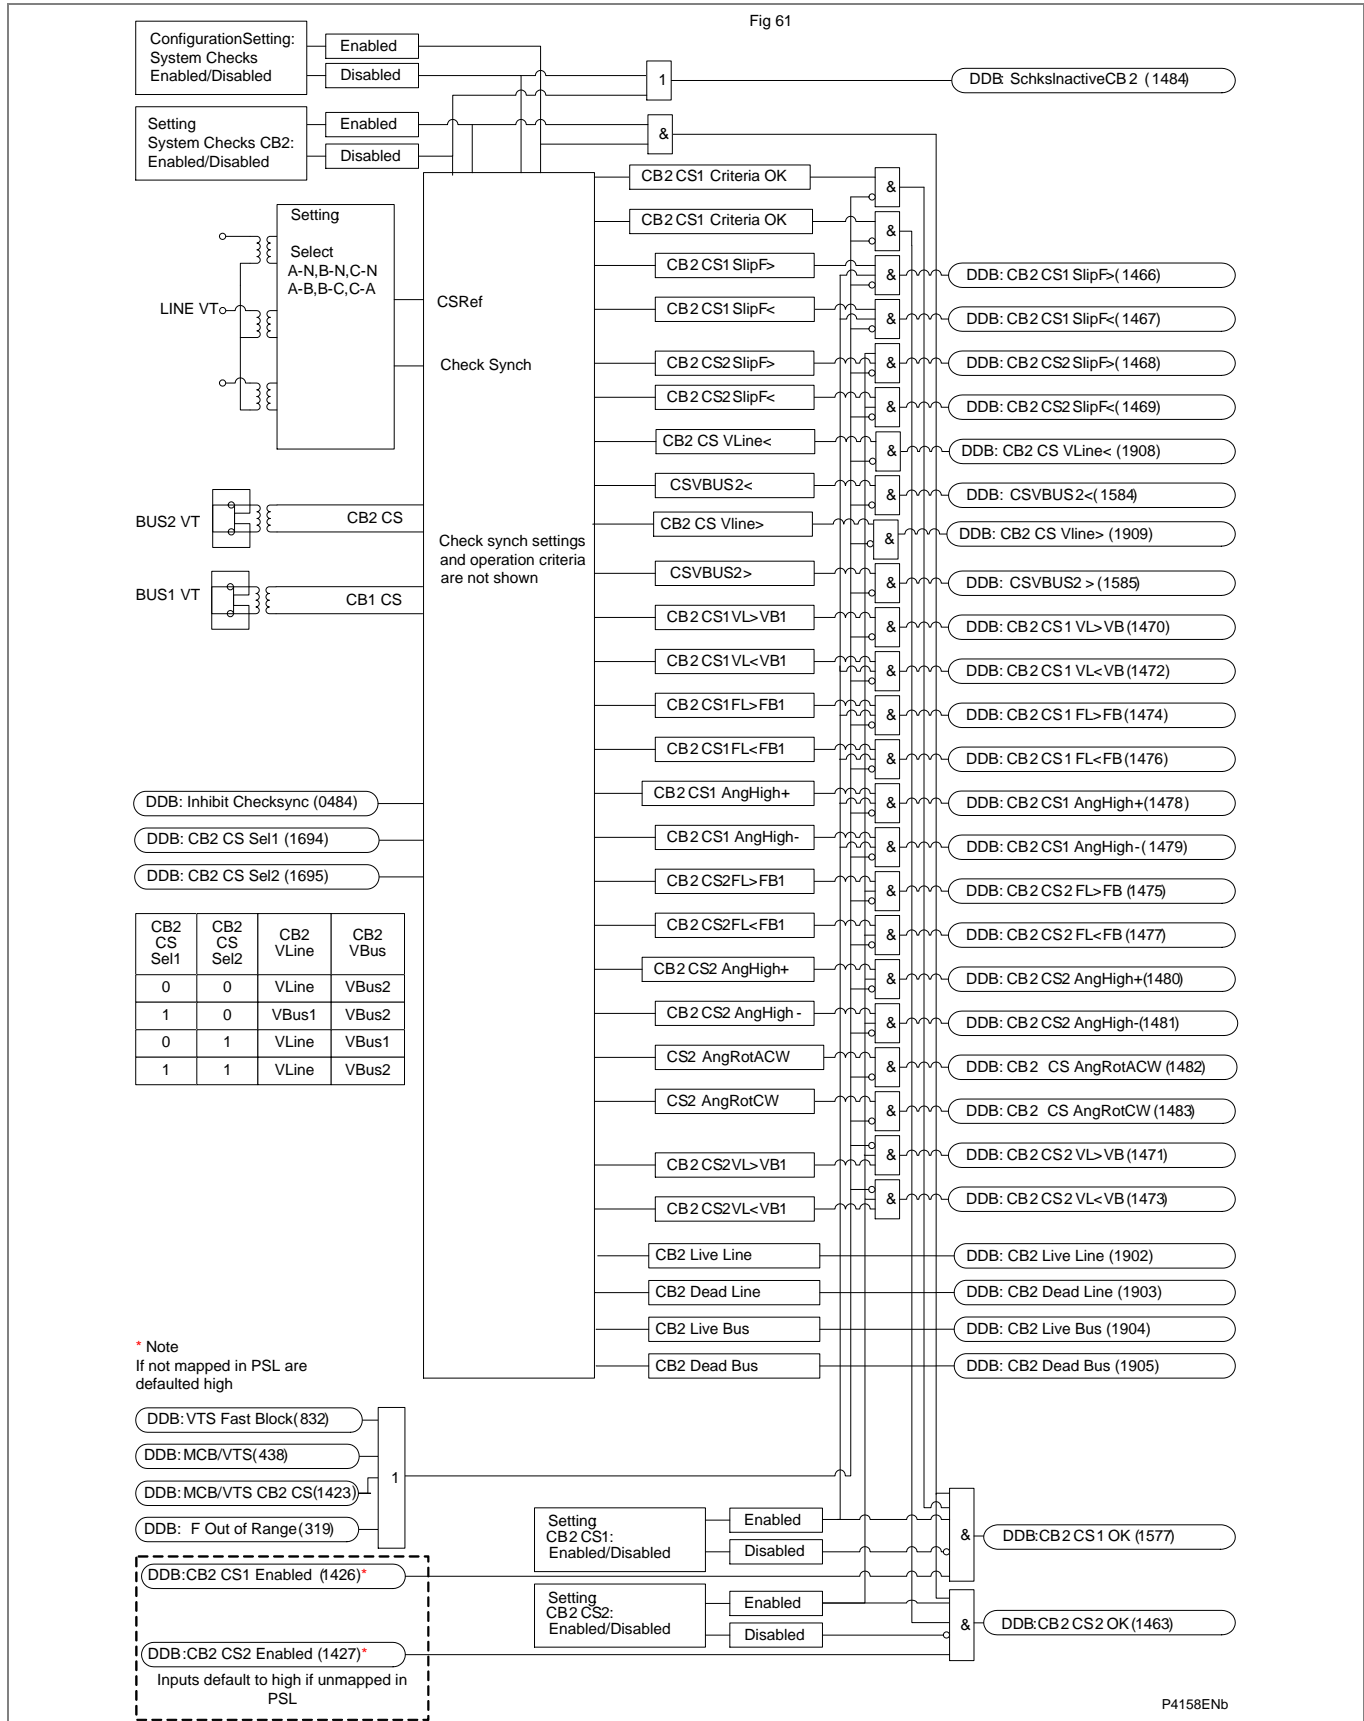 Fig 61
ConfigurationSetting:
System Checks
Enabled/Disabled
Enabled
Disabled
1
DDB: SchksInactiveCB2 (1484)
Setting
System Checks CB2:
Enabled/Disabled
Enabled
Disabled
&
Setting
Select
A-N,B-N,C-N
A-B,B-C,C-A
LINE VT
CSRef
Check Synch
BUS2 VT
CB2 CS
BUS1 VT
CB1 CS
Check synch settings
and operation criteria
are not shown
CB2 CS1 Criteria OK
&
CB2 CS1 Criteria OK
&
CB2 CS1 SlipF>
&
DDB: CB2 CS1 SlipF>(1466)
CB2 CS1 SlipF<
&
DDB: CB2 CS1 SlipF<(1467)
CB2 CS2 SlipF>
&
DDB: CB2 CS2 SlipF>(1468)
CB2 CS2 SlipF<
&
DDB: CB2 CS2 SlipF<(1469)
CB2 CS VLine<
&
DDB: CB2 CS VLine< (1908)
CSVBUS2<
&
DDB: CSVBUS2<(1584)
CB2 CS Vline>
&
DDB: CB2 CS Vline> (1909)
CSVBUS2>
&
DDB: CSVBUS2 > (1585)
CB2 CS1 VL>VB1
&
DDB: CB2 CS1 VL>VB (1470)
CB2 CS1 VL<VB1
&
DDB: CB2 CS1 VL<VB (1472)
CB2 CS1 FL>FB1
&
DDB: CB2 CS1 FL>FB (1474)
CB2 CS1 FL<FB1
&
DDB: CB2 CS1 FL<FB (1476)
CB2 CS1 AngHigh+
&
DDB: CB2 CS1 AngHigh+(1478)
CB2 CS1 AngHigh-
&
DDB: CB2 CS1 AngHigh-(1479)
CB2 CS2 FL>FB1
&
DDB: CB2 CS2 FL>FB (1475)
CB2 CS2 FL<FB1
&
DDB: CB2 CS2 FL<FB (1477)
CB2 CS2 AngHigh+
&
DDB: CB2 CS2 AngHigh+(1480)
CB2 CS2 AngHigh-
&
DDB: CB2 CS2 AngHigh-(1481)
CS2 AngRotACW
&
DDB: CB2 CS AngRotACW (1482)
CS2 AngRotCW
&
DDB: CB2 CS AngRotCW (1483)
CB2 CS2 VL>VB1
&
DDB: CB2 CS2 VL>VB (1471)
CB2 CS2 VL<VB1
&
DDB: CB2 CS2 VL<VB (1473)
CB2 Live Line
DDB: CB2 Live Line (1902)
CB2 Dead Line
DDB: CB2 Dead Line (1903)
CB2 Live Bus
DDB: CB2 Live Bus (1904)
CB2 Dead Bus
DDB: CB2 Dead Bus (1905)
DDB: Inhibit Checksync (0484)
DDB: CB2 CS Sel1 (1694)
DDB: CB2 CS Sel2 (1695)
CB2 CS Sel1 CB2 CS Sel2 CB2 VLine CB2 VBus
0 0 VLine VBus2
1 0 VBus1 VBus2
0 1 VLine VBus1
1 1 VLine VBus2
* Note
If not mapped in PSL are
defaulted high
DDB: VTS Fast Block(832)
DDB: MCB/VTS(438)
DDB: MCB/VTS CB2 CS(1423)
DDB: F Out of Range(319)
1
Setting
CB2 CS1:
Enabled/Disabled
Enabled
Disabled
&
DDB:CB2 CS1 OK (1577)
DDB:CB2 CS1 Enabled (1426)*
Setting
CB2 CS2:
Enabled/Disabled
Enabled
Disabled
&
DDB:CB2 CS2 OK (1463)
DDB:CB2 CS2 Enabled (1427)*
Inputs default to high if unmapped in
PSL
P4158ENb